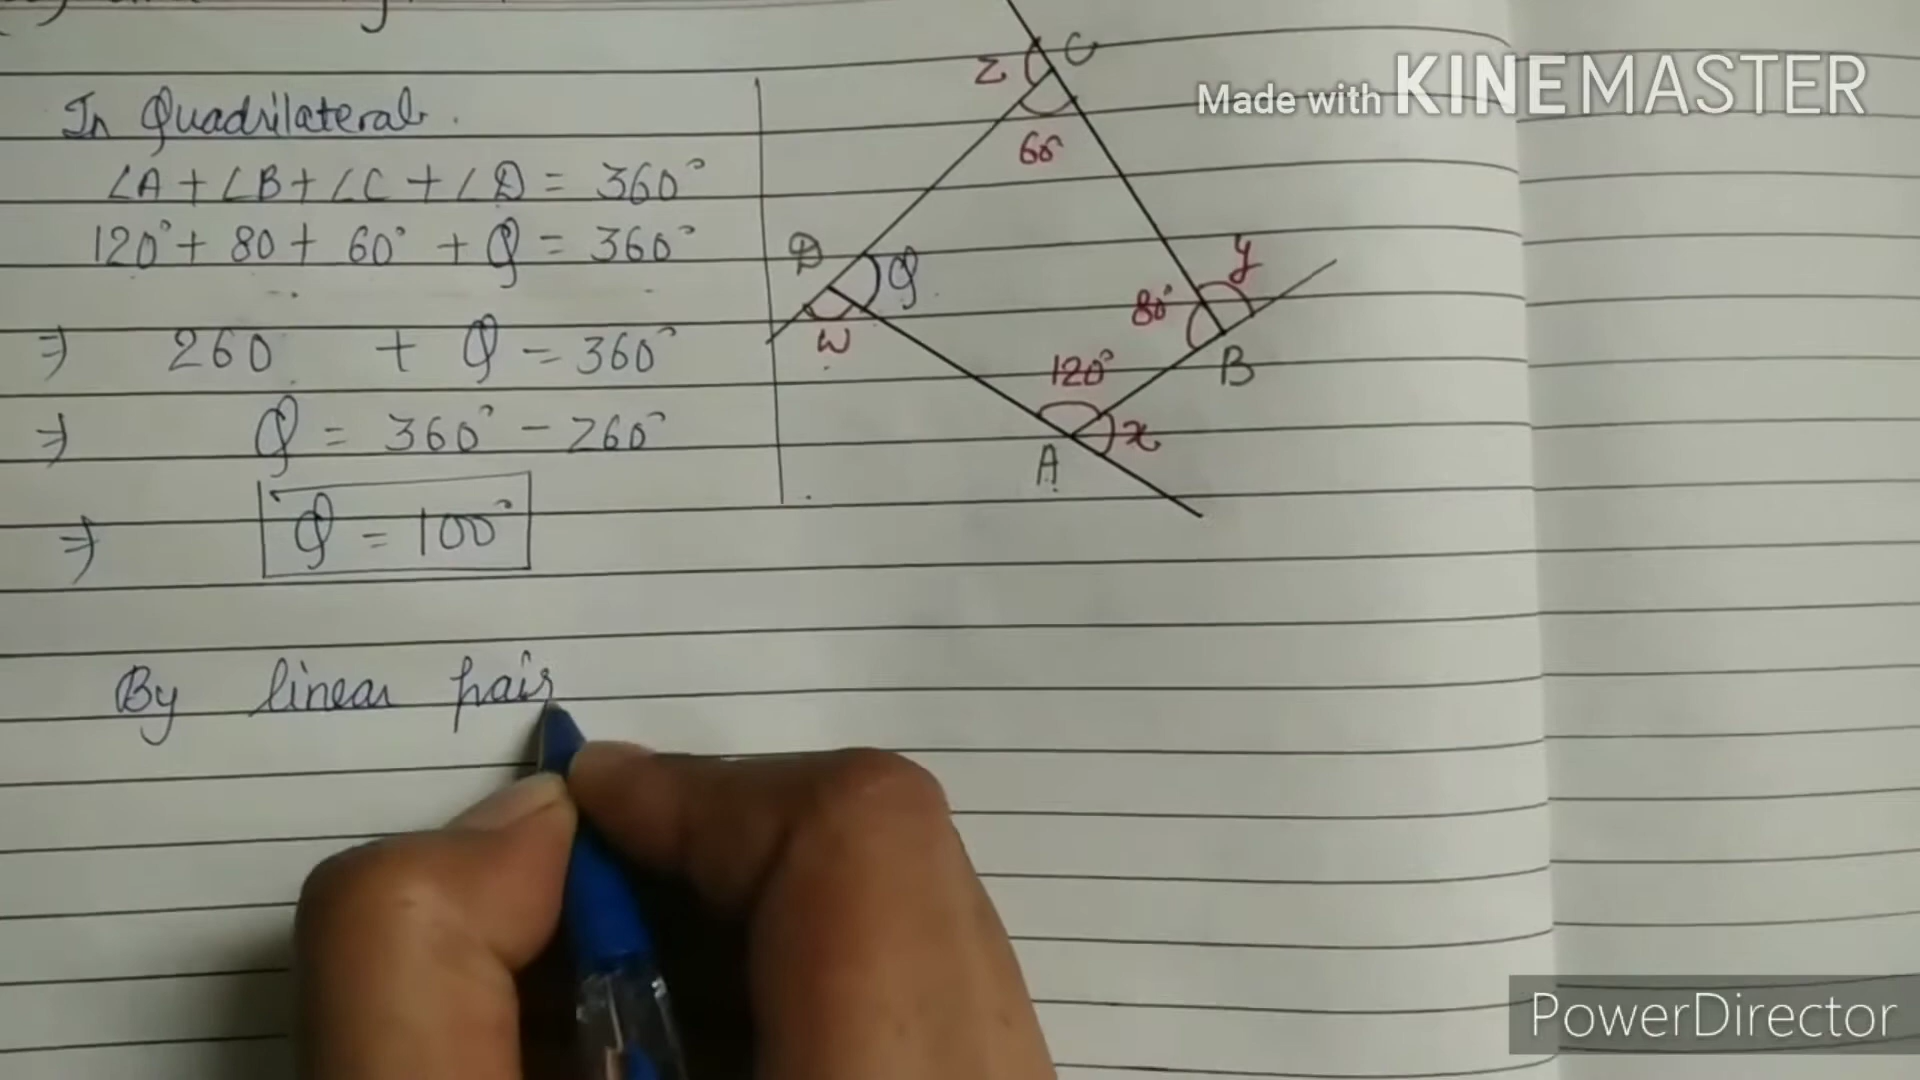 In Quadrilateral.
∠A + ∠B + ∠C + ∠D = 360°
120° + 80 + 60° + Q = 360°
⇒ 260 + Q = 360°
⇒ Q = 360° - 260°
⇒ Q = 100°
By linear pair
z C
60°
D Q
w
80° y
B
120°
A x
Made with KINEMASTER
PowerDirector